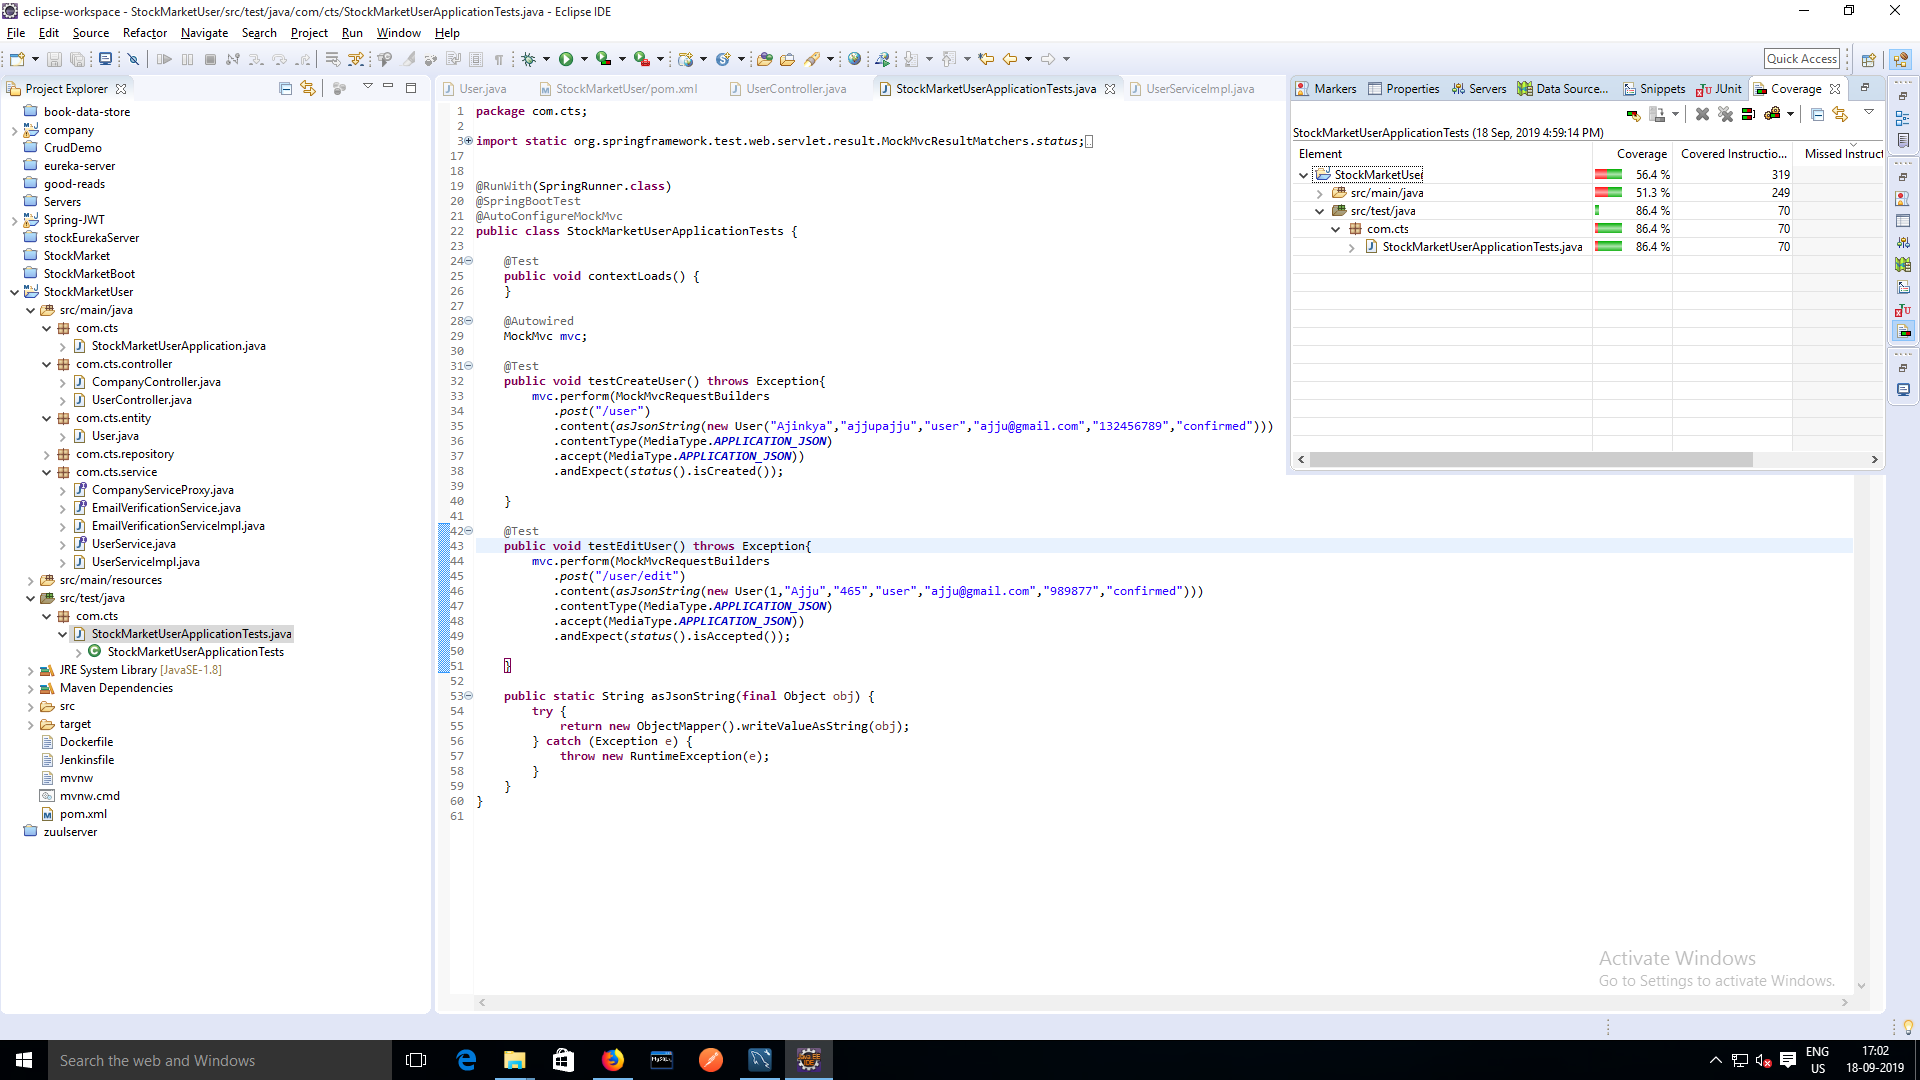 eclipse-workspace - StockMarketUser/src/test/java/com/cts/StockMarketUserApplicationTests.java - Eclipse IDE
File Edit Source Refactor Navigate Search Project Run Window Help
Quick Access
Project Explorer
book-data-store
company
CrudDemo
eureka-server
good-reads
Servers
Spring-JWT
stockEurekaServer
StockMarket
StockMarketBoot
StockMarketUser
src/main/java
com.cts
StockMarketUserApplication.java
com.cts.controller
CompanyController.java
UserController.java
com.cts.entity
User.java
com.cts.repository
com.cts.service
CompanyServiceProxy.java
EmailVerificationService.java
EmailVerificationServiceImpl.java
UserService.java
UserServiceImpl.java
src/main/resources
src/test/java
com.cts
StockMarketUserApplicationTests.java
StockMarketUserApplicationTests
JRE System Library [JavaSE-1.8]
Maven Dependencies
src
target
Dockerfile
Jenkinsfile
mvnw
mvnw.cmd
pom.xml
zuulserver
User.java StockMarketUser/pom.xml UserController.java StockMarketUserApplicationTests.java UserServiceImpl.java
1 package com.cts;
2
3 import static org.springframework.test.web.servlet.result.MockMvcResultMatchers.status;
17
18
19 @RunWith(SpringRunner.class)
20 @SpringBootTest
21 @AutoConfigureMockMvc
22 public class StockMarketUserApplicationTests {
23
24 @Test
25 public void contextLoads() {
26 }
27
28 @Autowired
29 MockMvc mvc;
30
31 @Test
32 public void testCreateUser() throws Exception{
33 mvc.perform(MockMvcRequestBuilders
34 .post("/user")
35 .content(asJsonString(new User("Ajinkya","ajjupajju","user","ajju@gmail.com","132456789","confirmed")))
36 .contentType(MediaType.APPLICATION_JSON)
37 .accept(MediaType.APPLICATION_JSON))
38 .andExpect(status().isCreated());
39
40 }
41
42 @Test
43 public void testEditUser() throws Exception{
44 mvc.perform(MockMvcRequestBuilders
45 .post("/user/edit")
46 .content(asJsonString(new User(1,"Ajju","465","user","ajju@gmail.com","989877","confirmed")))
47 .contentType(MediaType.APPLICATION_JSON)
48 .accept(MediaType.APPLICATION_JSON))
49 .andExpect(status().isAccepted());
50
51 }
52
53 public static String asJsonString(final Object obj) {
54 try {
55 return new ObjectMapper().writeValueAsString(obj);
56 } catch (Exception e) {
57 throw new RuntimeException(e);
58 }
59 }
60 }
61
Markers Properties Servers Data Source... Snippets JUnit Coverage
StockMarketUserApplicationTests (18 Sep, 2019 4:59:14 PM)
Element Coverage Covered Instructio... Missed Instruct
StockMarketUser 56.4 % 319
src/main/java 51.3 % 249
src/test/java 86.4 % 70
com.cts 86.4 % 70
StockMarketUserApplicationTests.java 86.4 % 70
Activate Windows
Go to Settings to activate Windows.
Search the web and Windows
ENG
US
17:02
18-09-2019